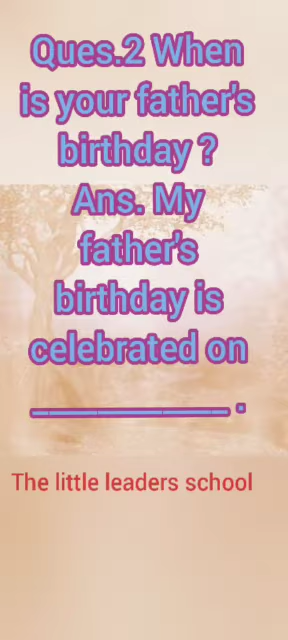 Ques.2 When
is your father's
birthday ?
Ans. My
father's
birthday is
celebrated on
____________ .
The little leaders school